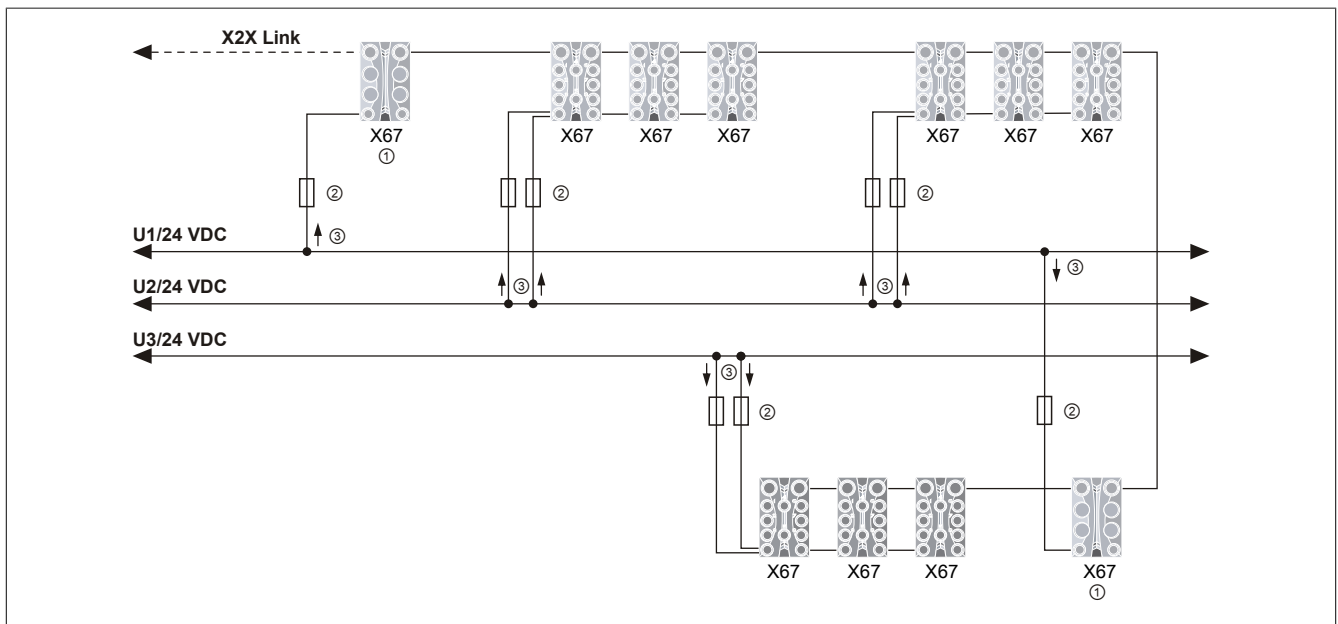 X2X Link
X67
①
X67 X67 X67
X67 X67 X67
② ② ②
U1/24 VDC
③
③
U2/24 VDC
③ ③
U3/24 VDC
③
② ②
X67 X67 X67
X67
①